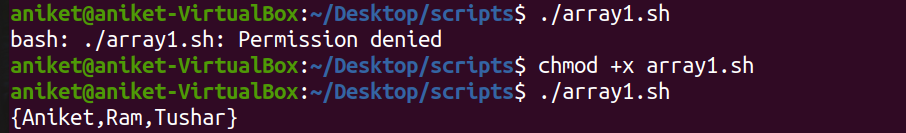 aniket@aniket-VirtualBox:~/Desktop/scripts$ ./array1.sh
bash: ./array1.sh: Permission denied
aniket@aniket-VirtualBox:~/Desktop/scripts$ chmod +x array1.sh
aniket@aniket-VirtualBox:~/Desktop/scripts$ ./array1.sh
{Aniket,Ram,Tushar}